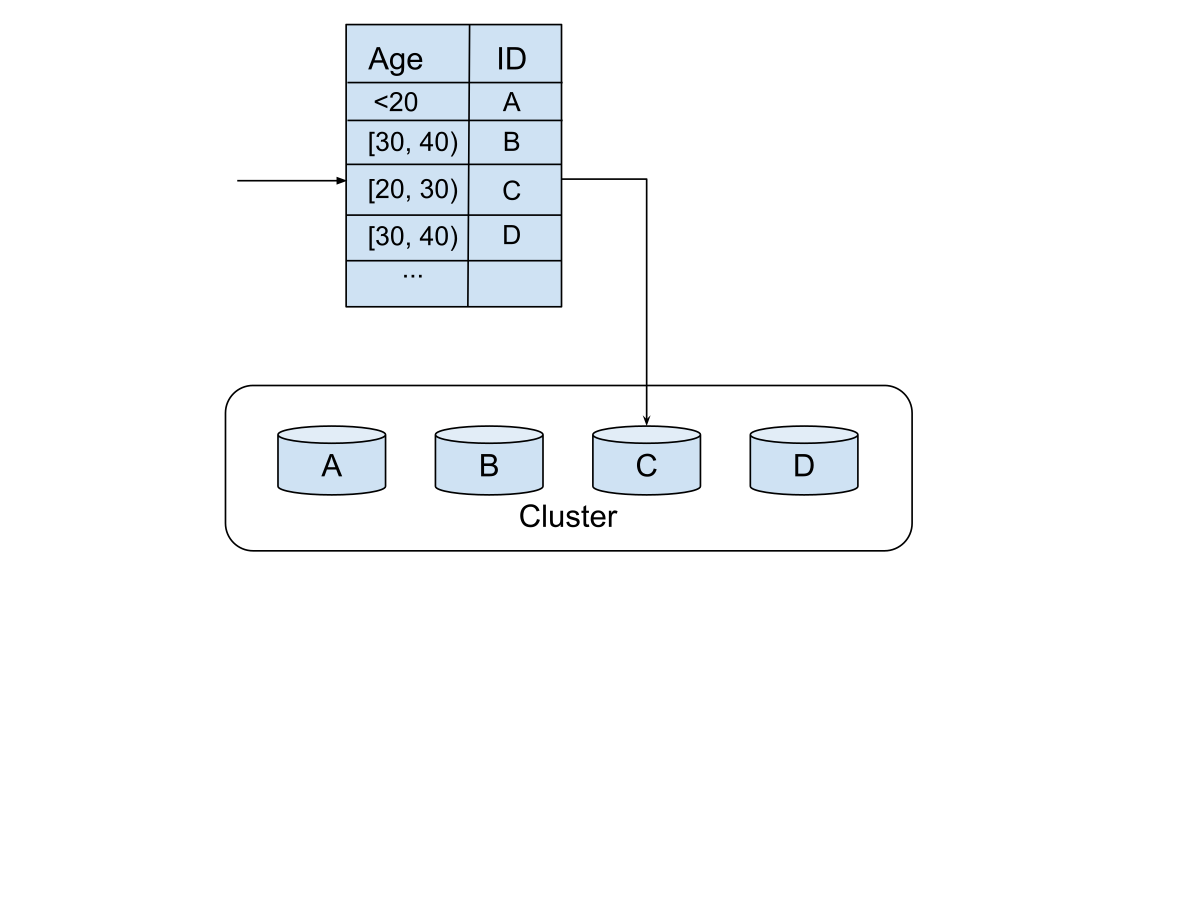 Age ID
<20 A
[30, 40) B
[20, 30) C
[30, 40) D
...
A B C D
Cluster